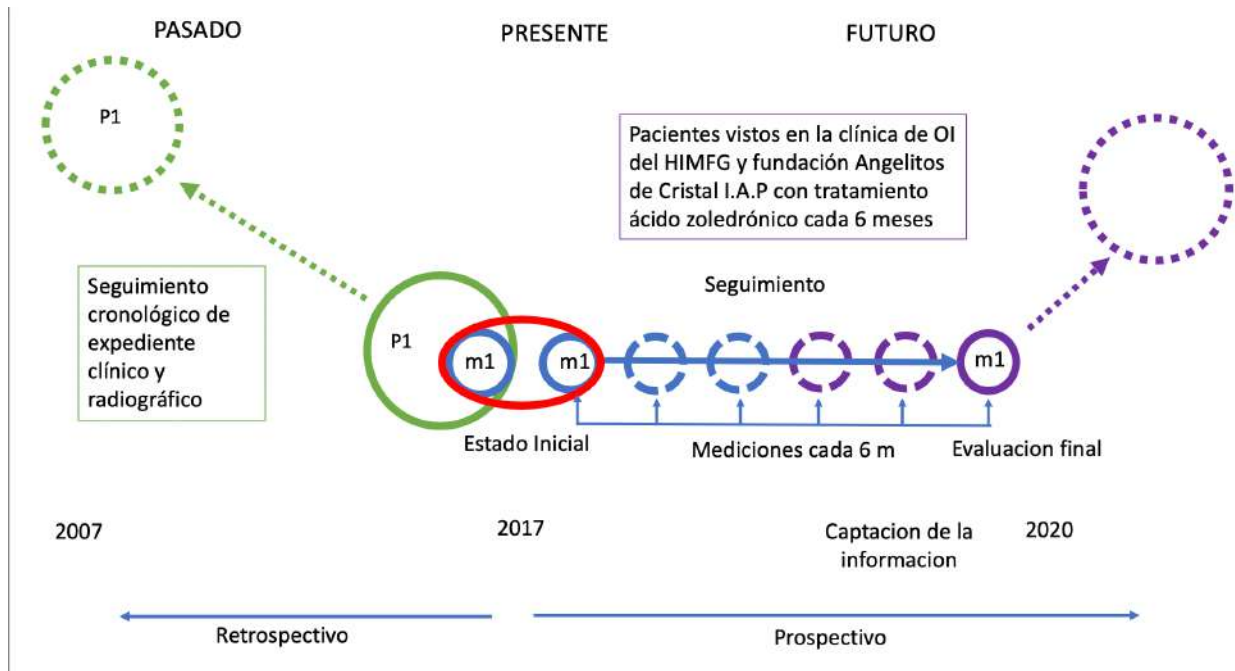 PASADO
PRESENTE
FUTURO
P1
Pacientes vistos en la clínica de OI
del HIMFG y fundación Angelitos
de Cristal I.A.P con tratamiento
ácido zoledrónico cada 6 meses
Seguimiento
cronológico de
expediente
clínico y
radiográfico
Seguimiento
P1
m1
m1
m1
Estado Inicial
Mediciones cada 6 m
Evaluacion final
2007
2017
Captacion de la
informacion
2020
Retrospectivo
Prospectivo